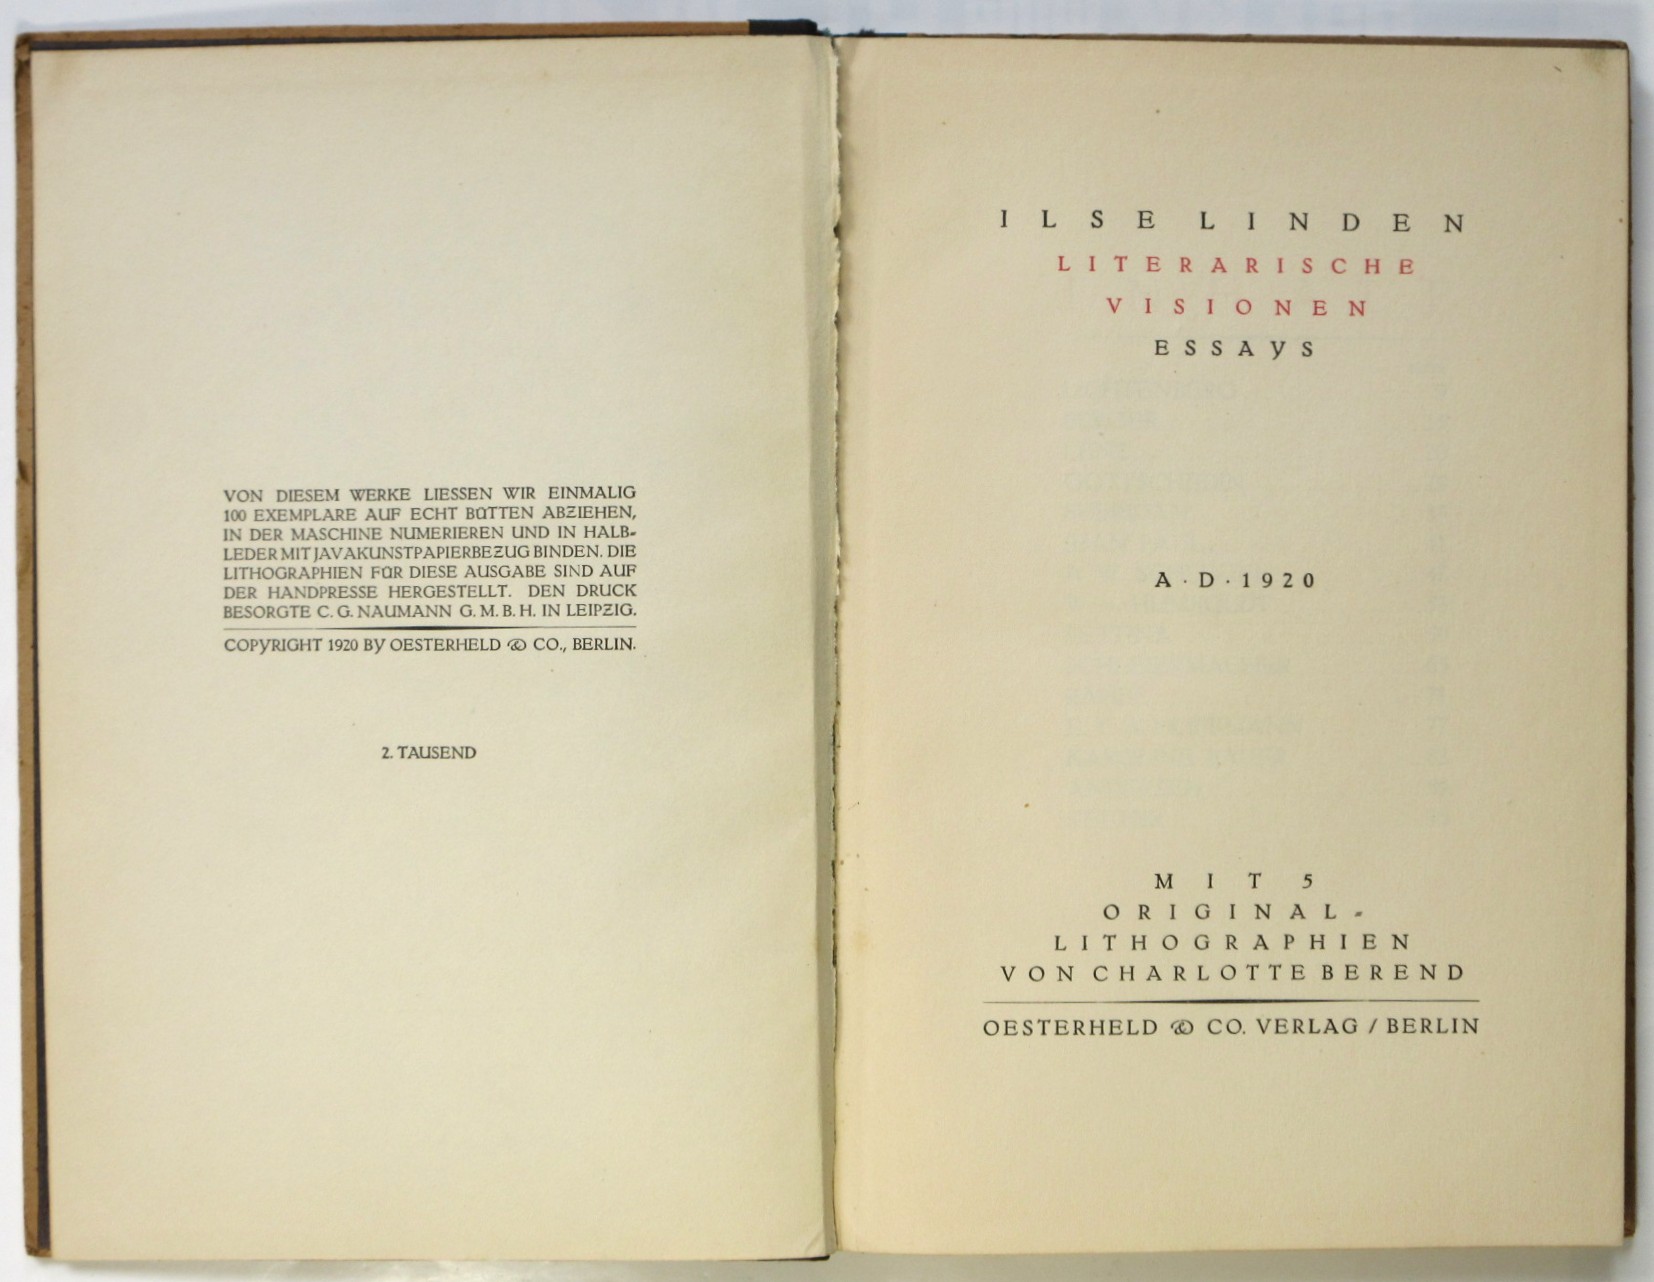 VON DIESEM WERKE LIESSEN WIR EINMALIG
100 EXEMPLARE AUF ECHT BÜTTEN ABZIEHEN,
IN DER MASCHINE NUMERIEREN UND IN HALB-
LEDER MIT JAVAKUNSTPAPIERBEZUG BINDEN. DIE
LITHOGRAPHIEN FÜR DIESE AUSGABE SIND AUF
DER HANDPRESSE HERGESTELLT. DEN DRUCK
BESORGTE C. G. NAUMANN G. M. B. H. IN LEIPZIG.
COPYRIGHT 1920 BY OESTERHELD & CO., BERLIN.
2. TAUSEND
ILSE LINDEN
LITERARISCHE
VISIONEN
ESSAYS
A · D · 1920
MIT 5
ORIGINAL-
LITHOGRAPHIEN
VON CHARLOTTE BEREND
OESTERHELD & CO. VERLAG / BERLIN